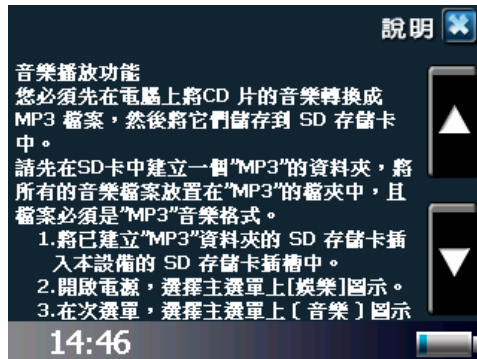 說明
音樂播放功能
您必須先在電腦上將CD 片的音樂轉換成
MP3 檔案，然後將它們儲存到 SD 存儲卡
中。
請先在SD卡中建立一個"MP3"的資料夾，將
所有的音樂檔案放置在"MP3"的檔夾中，且
檔案必須是"MP3"音樂格式。
1.將已建立"MP3"資料夾的 SD 存儲卡插
入本設備的 SD 存儲卡插槽中。
2.開啟電源，選擇主選單上[娛樂]圖示。
3.在次選單，選擇主選單上〔音樂〕圖示
14:46